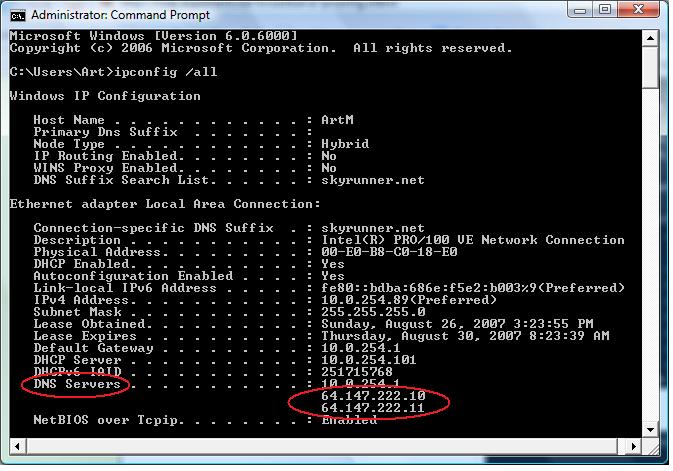 Administrator: Command Prompt
Microsoft Windows [Version 6.0.6000]
Copyright (c) 2006 Microsoft Corporation.  All rights reserved.
C:\Users\Art>ipconfig /all
Windows IP Configuration
Host Name . . . . . . . . . . . . : ArtM
Primary Dns Suffix  . . . . . . . :
Node Type . . . . . . . . . . . . : Hybrid
IP Routing Enabled. . . . . . . . : No
WINS Proxy Enabled. . . . . . . . : No
DNS Suffix Search List. . . . . . : skyrunner.net
Ethernet adapter Local Area Connection:
Connection-specific DNS Suffix  . : skyrunner.net
Description . . . . . . . . . . . : Intel(R) PRO/100 VE Network Connection
Physical Address. . . . . . . . . : 00-E0-B8-C0-18-E0
DHCP Enabled. . . . . . . . . . . : Yes
Autoconfiguration Enabled . . . . : Yes
Link-local IPv6 Address . . . . . : fe80::bdba:686e:f5e2:b003%9(Preferred)
IPv4 Address. . . . . . . . . . . : 10.0.254.89(Preferred)
Subnet Mask . . . . . . . . . . . : 255.255.255.0
Lease Obtained. . . . . . . . . . : Sunday, August 26, 2007 3:23:55 PM
Lease Expires . . . . . . . . . . : Thursday, August 30, 2007 8:23:39 AM
Default Gateway . . . . . . . . . : 10.0.254.1
DHCP Server . . . . . . . . . . . : 10.0.254.101
DHCPv6 IAID . . . . . . . . . . . : 251715768
DNS Servers . . . . . . . . . . . : 10.0.254.1
64.147.222.10
64.147.222.11
NetBIOS over Tcpip. . . . . . . . : Enabled